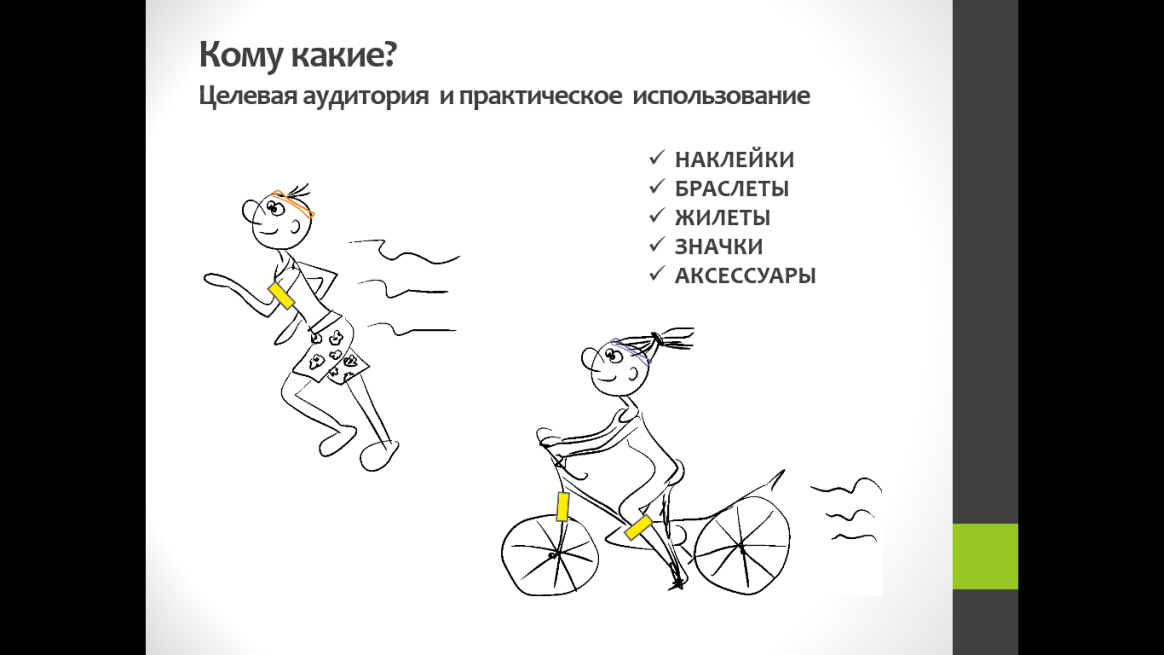 Кому какие?
Целевая аудитория и практическое использование
✓ НАКЛЕЙКИ
✓ БРАСЛЕТЫ
✓ ЖИЛЕТЫ
✓ ЗНАЧКИ
✓ АКСЕССУАРЫ